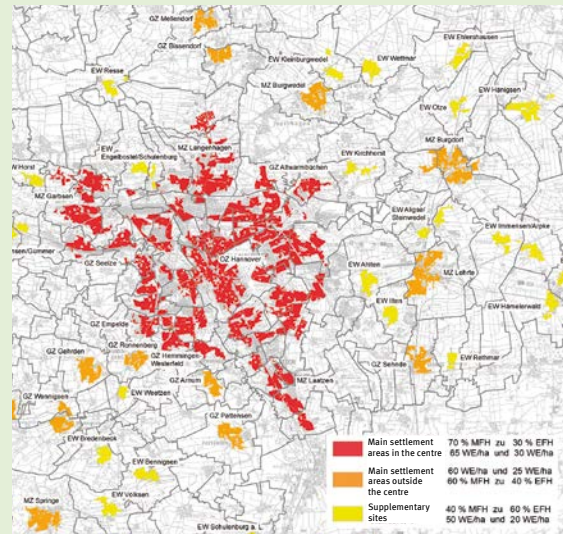 GZ Mellendorf
GZ Bissendorf
EW Ehlershausen
EW Kleinburgwedel
EW Wettmar
EW Resse
MZ Burgwedel
EW Hänigsen
EW Otze
MZ Burgdorf
MZ Langenhagen
EW
Engelbostel/Schulenburg
GZ Altwarmbüchen
EW Kirchhorst
W Horst
MZ Garbsen
EW Aligse/
Steinwedel
EW Immensen/Arpke
nsen/Gümmer
GZ Seelze
GZ Hannover
EW Ahlten
MZ Lehrte
EW Ilten
EW Hämelerwald
GZ Empelde
GZ Ronnenberg
GZ Gehrden
GZ Hemmingen-
Westerfeld
GZ Sehnde
EW Rethmar
GZ Wennigsen
EW Weetzen
GZ Arnum
MZ Laatzen
GZ Pattensen
EW Bredenbeck
EW Bennigsen
EW Völksen
MZ Springe
EW Schulenburg a. L.
Main settlement
areas in the centre
70 % MFH zu 30 % EFH
65 WE/ha und 30 WE/ha
Main settlement
areas outside
the centre
60 WE/ha und 25 WE/ha
60 % MFH zu 40 % EFH
Supplementary
sites
40 % MFH zu 60 % EFH
50 WE/ha und 20 WE/ha